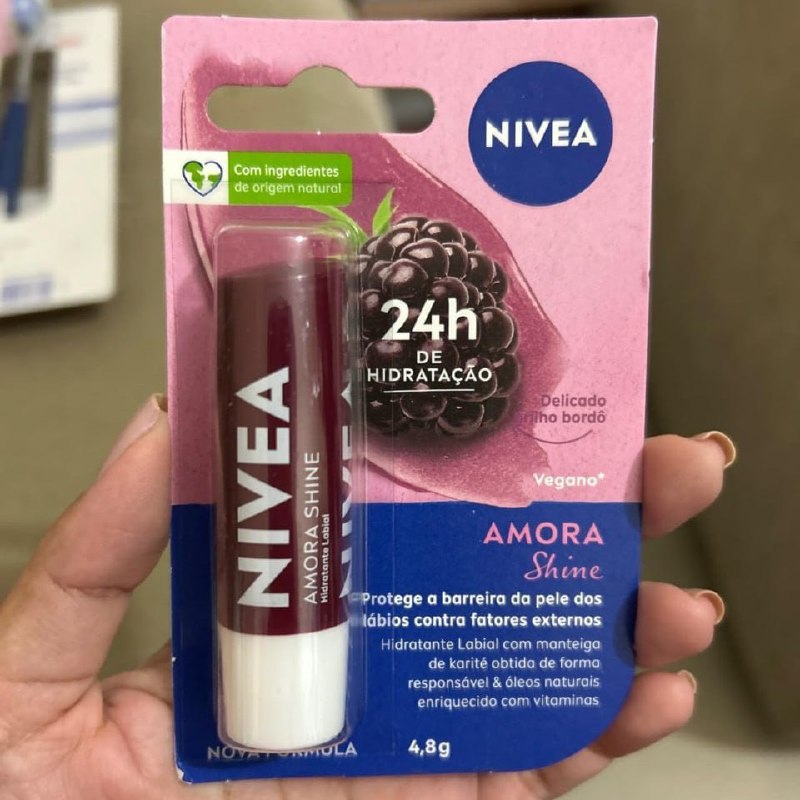 NIVEA
Com ingredientes
de origem natural
24h
DE
HIDRATAÇÃO
Delicado
bordô
Vegano*
NIVEA
AMORA SHINE
Hidratante Labial
AMORA
Shine
Protege a barreira da pele dos
lábios contra fatores externos
Hidratante Labial com manteiga
de karité obtida de forma
responsável & óleos naturais
enriquecido com vitaminas
NOVA FÓRMULA
4,8g